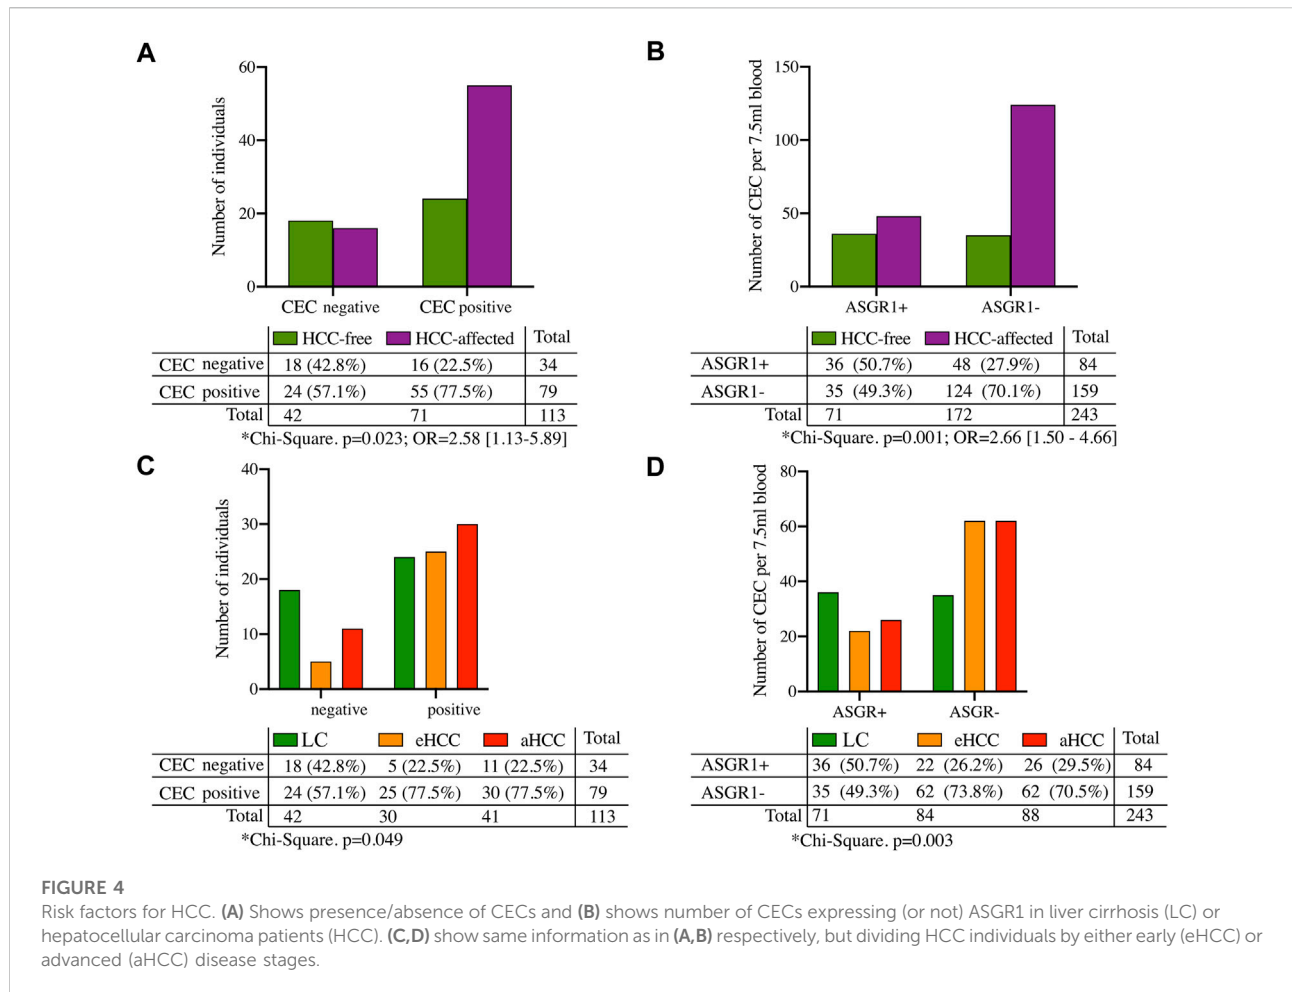 A
Number of individuals
60
40
20
0
CEC negative CEC positive
HCC-free HCC-affected Total
CEC negative 18 (42.8%) 16 (22.5%) 34
CEC positive 24 (57.1%) 55 (77.5%) 79
Total 42 71 113
*Chi-Square. p=0.023; OR=2.58 [1.13-5.89]
B
Number of CEC per 7.5ml blood
150
100
50
0
ASGR1+ ASGR1-
HCC-free HCC-affected Total
ASGR1+ 36 (50.7%) 48 (27.9%) 84
ASGR1- 35 (49.3%) 124 (70.1%) 159
Total 71 172 243
*Chi-Square. p=0.001; OR=2.66 [1.50 - 4.66]
C
Number of individuals
40
30
20
10
0
negative positive
LC eHCC aHCC Total
CEC negative 18 (42.8%) 5 (22.5%) 11 (22.5%) 34
CEC positive 24 (57.1%) 25 (77.5%) 30 (77.5%) 79
Total 42 30 41 113
*Chi-Square. p=0.049
D
Number of CEC per 7.5ml blood
80
60
40
20
0
ASGR+ ASGR-
LC eHCC aHCC Total
ASGR1+ 36 (50.7%) 22 (26.2%) 26 (29.5%) 84
ASGR1- 35 (49.3%) 62 (73.8%) 62 (70.5%) 159
Total 71 84 88 243
*Chi-Square. p=0.003
FIGURE 4
Risk factors for HCC. (A) Shows presence/absence of CECs and (B) shows number of CECs expressing (or not) ASGR1 in liver cirrhosis (LC) or
hepatocellular carcinoma patients (HCC). (C,D) show same information as in (A,B) respectively, but dividing HCC individuals by either early (eHCC) or
advanced (aHCC) disease stages.